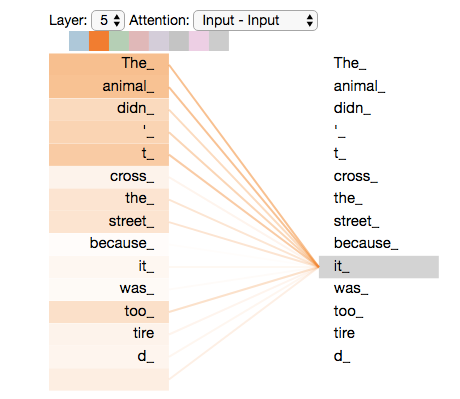 Layer: 5 Attention: Input - Input
The_ The_
animal_ animal_
didn_ didn_
'_ '_
t_ t_
cross_ cross_
the_ the_
street_ street_
because_ because_
it_ it_
was_ was_
too_ too_
tire tire
d_ d_